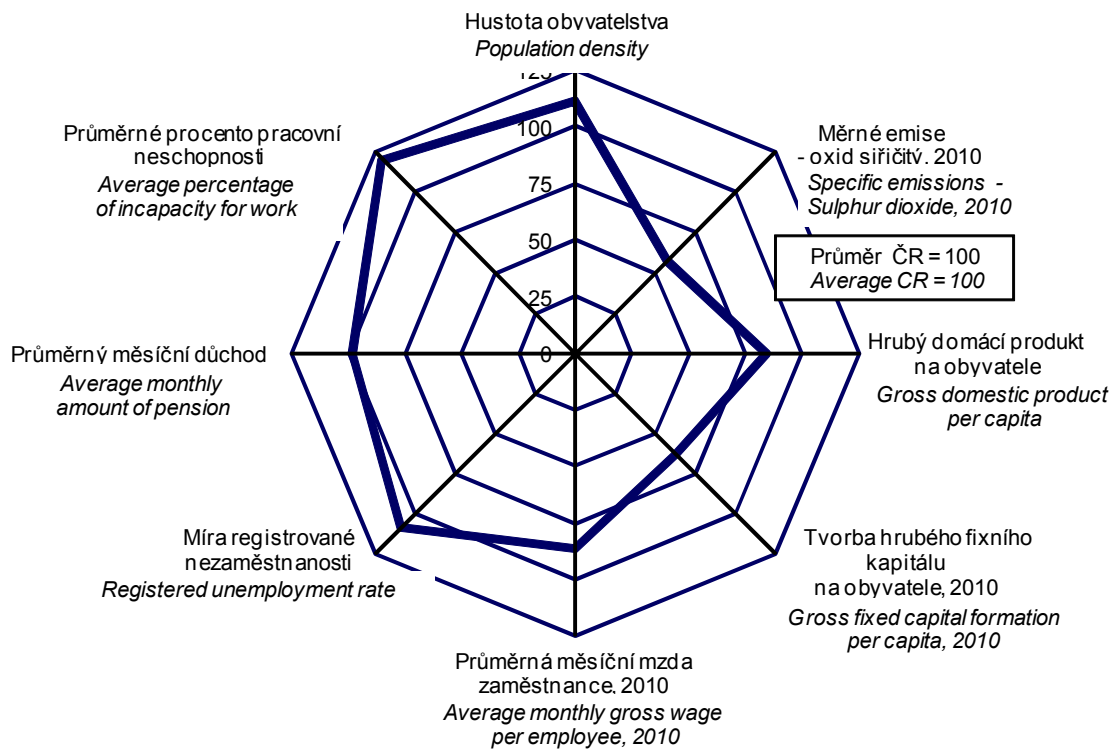 Hustota obyvatelstva
Population density
125
100
75
50
25
0
Měrné emise
- oxid siřičitý. 2010
Specific emissions -
Sulphur dioxide, 2010
Průměr ČR = 100
Average CR = 100
Hrubý domácí produkt
na obyvatele
Gross domestic product
per capita
Tvorba hrubého fixního
kapitálu
na obyvatele, 2010
Gross fixed capital formation
per capita, 2010
Průměrná měsíční mzda
zaměstnance. 2010
Average monthly gross wage
per employee, 2010
Míra registrované
nezaměstnanosti
Registered unemployment rate
Průměrný měsíční důchod
Average monthly
amount of pension
Průměrné procento pracovní
neschopnosti
Average percentage
of incapacity for work